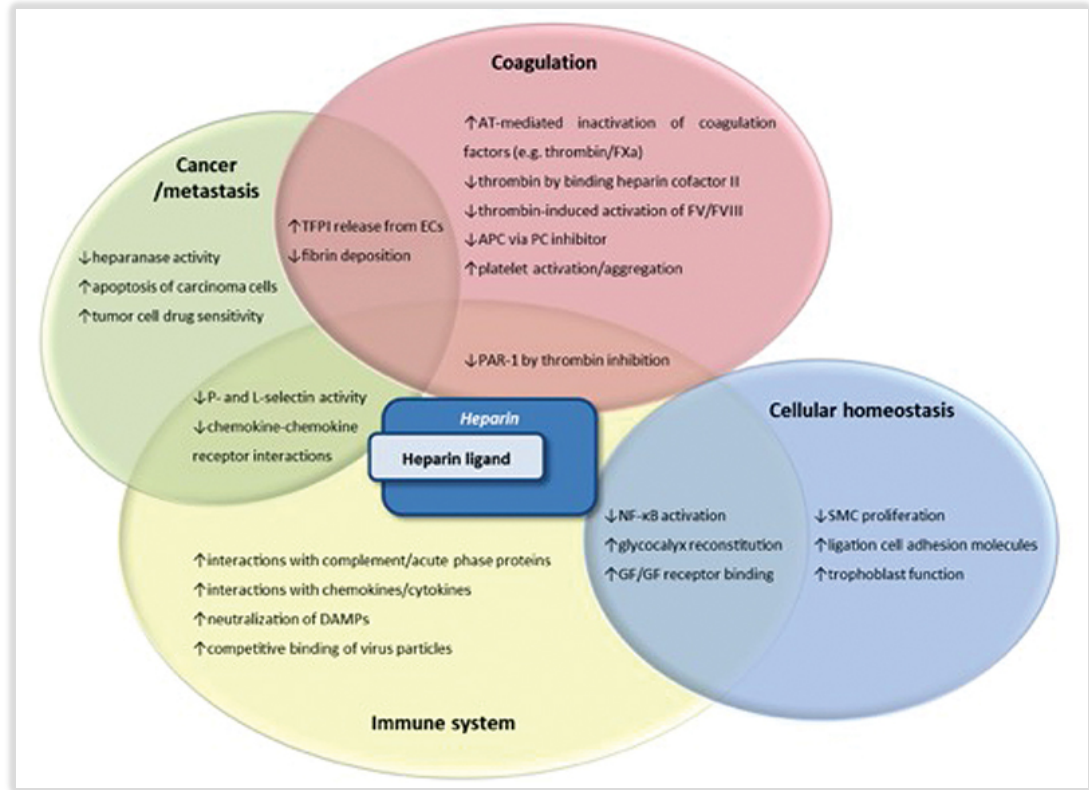 Coagulation
↑AT-mediated inactivation of coagulation
factors (e.g. thrombin/FXa)
↓thrombin by binding heparin cofactor II
↓thrombin-induced activation of FV/FVIII
↓APC via PC inhibitor
↑platelet activation/aggregation
Cancer
/metastasis
↓heparanase activity
↑apoptosis of carcinoma cells
↑tumor cell drug sensitivity
↑TFPI release from ECs
↓fibrin deposition
↓PAR-1 by thrombin inhibition
↓P- and L-selectin activity
↓chemokine-chemokine
receptor interactions
Heparin
Heparin ligand
Cellular homeostasis
↓NF-κB activation
↑glycocalyx reconstitution
↑GF/GF receptor binding
↓SMC proliferation
↑ligation cell adhesion molecules
↑trophoblast function
↑interactions with complement/acute phase proteins
↑interactions with chemokines/cytokines
↑neutralization of DAMPs
↑competitive binding of virus particles
Immune system